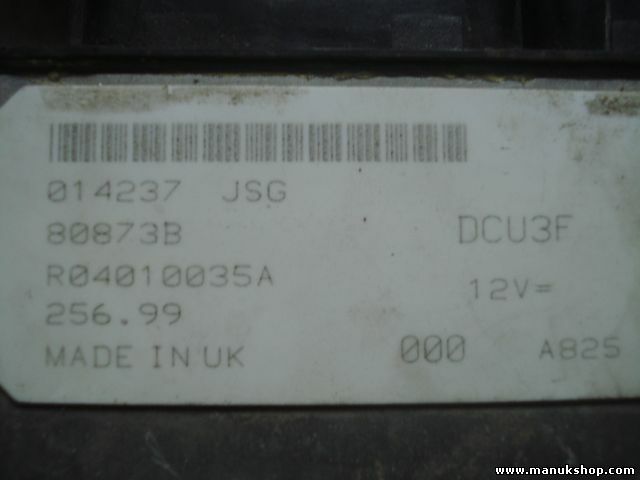 014237 JSG
80873B
DCU3F
R04010035A
12V=
256.99
MADE IN UK
000
A825
www.manukshop.com